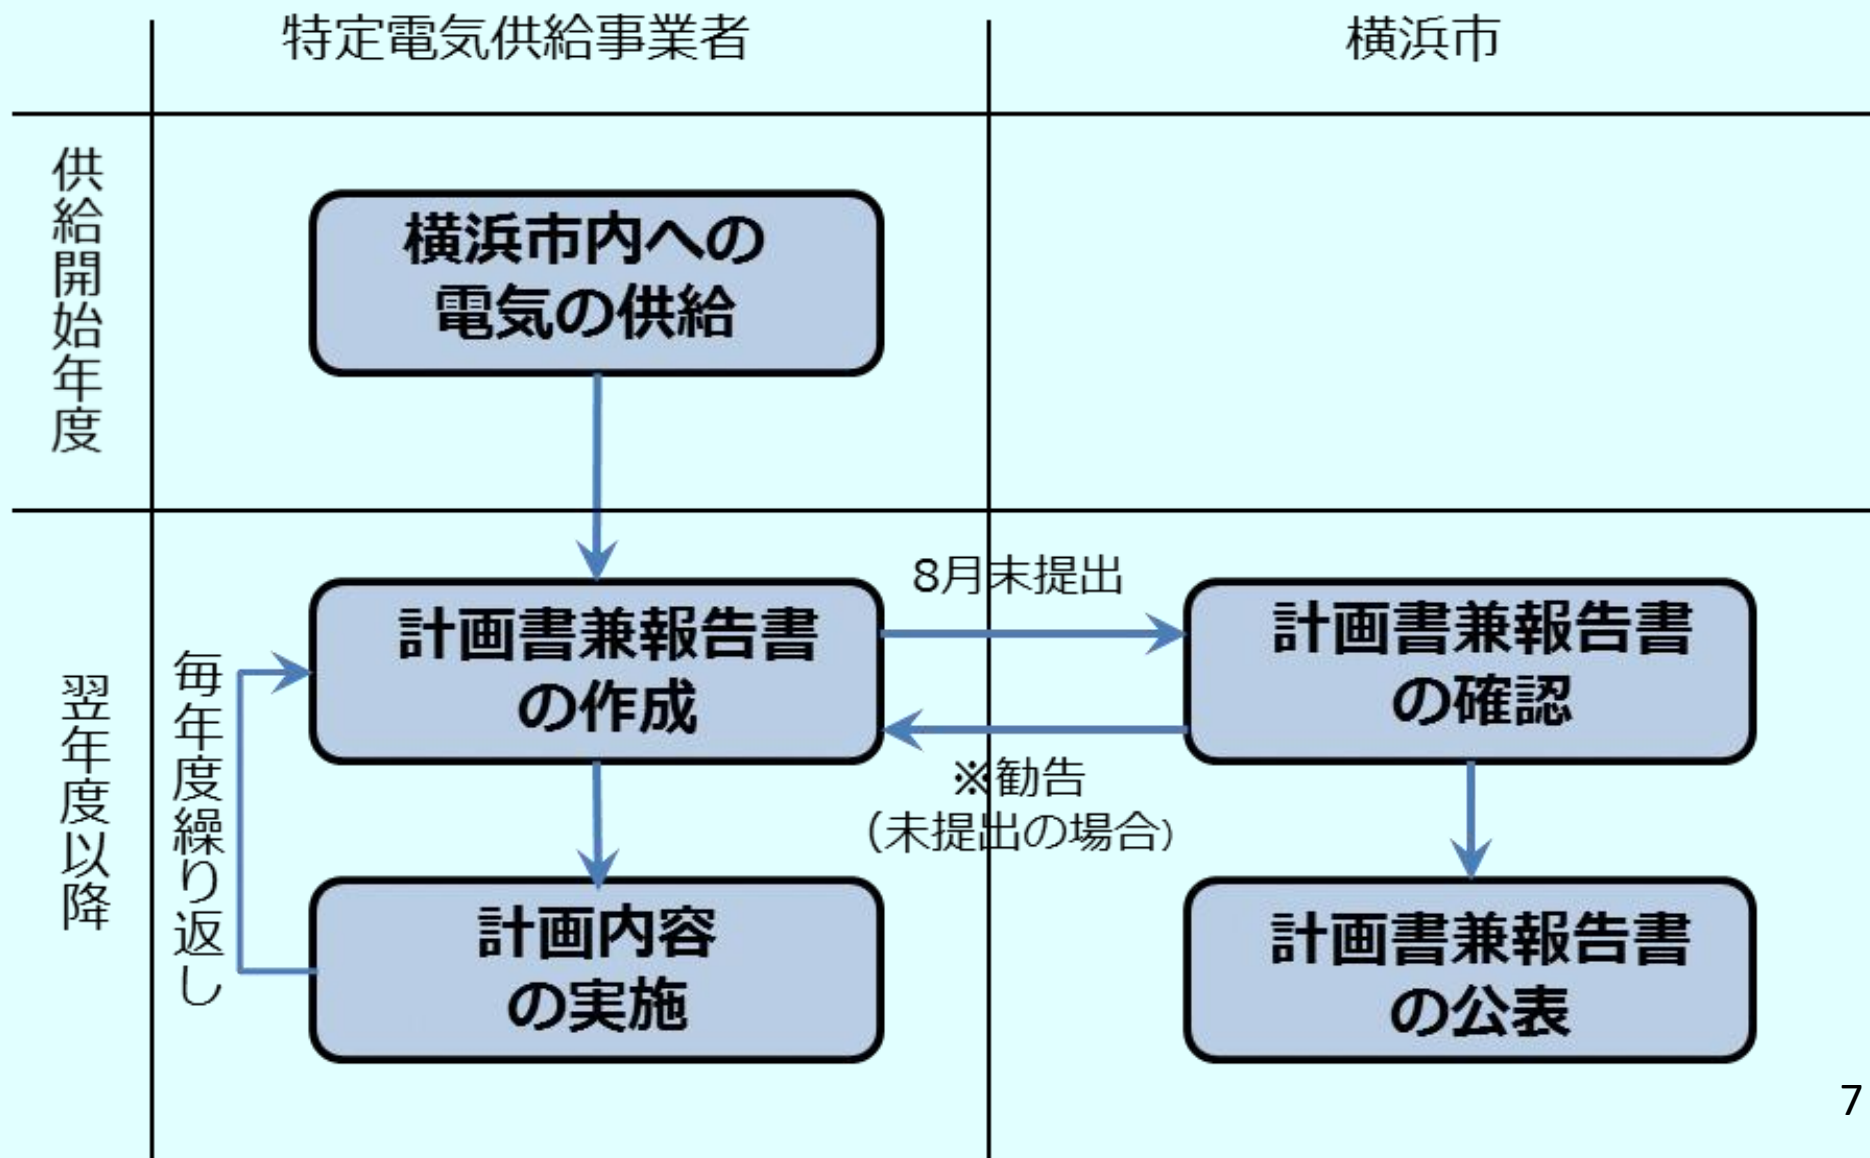 特定電気供給事業者
横浜市
供給開始年度
横浜市内への
電気の供給
翌年度以降
毎年度繰り返し
計画書兼報告書
の作成
8月末提出
※勧告
(未提出の場合)
計画書兼報告書
の確認
計画内容
の実施
計画書兼報告書
の公表
7